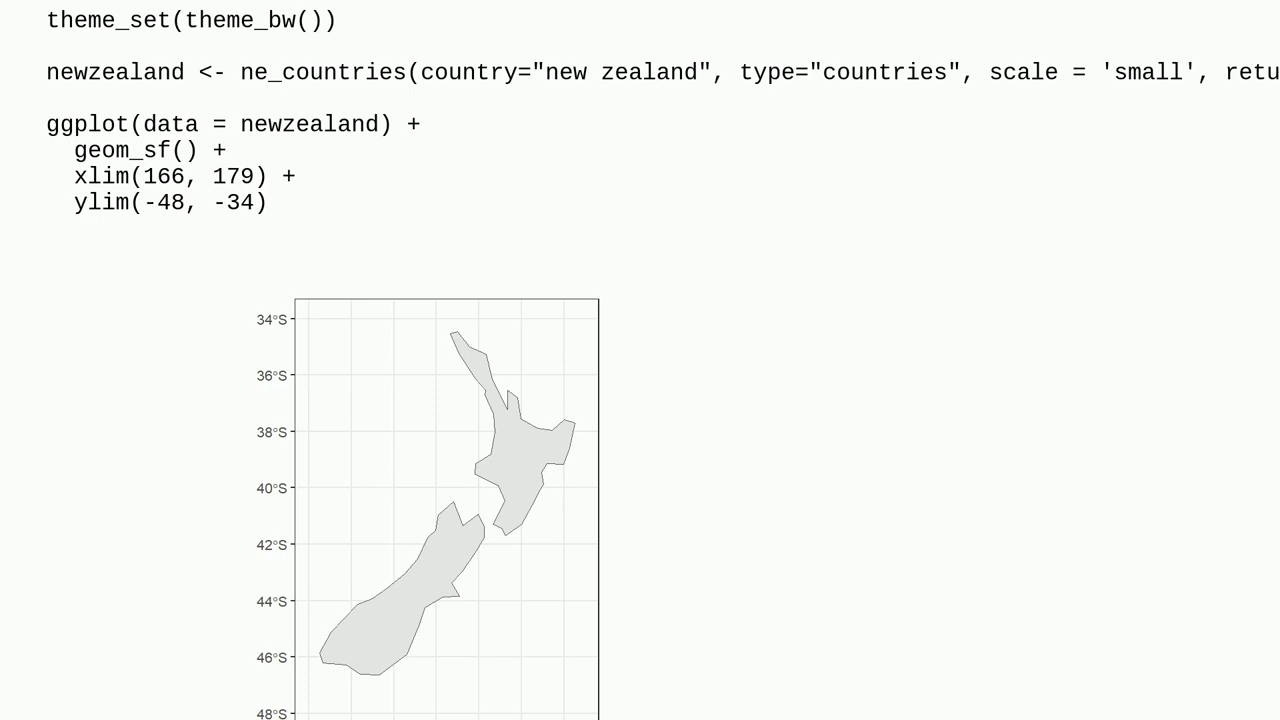 theme_set(theme_bw())
newzealand <- ne_countries(country="new zealand", type="countries", scale = 'small', retu
ggplot(data = newzealand) +
  geom_sf() +
  xlim(166, 179) +
  ylim(-48, -34)
34°S
36°S
38°S
40°S
42°S
44°S
46°S
48°S